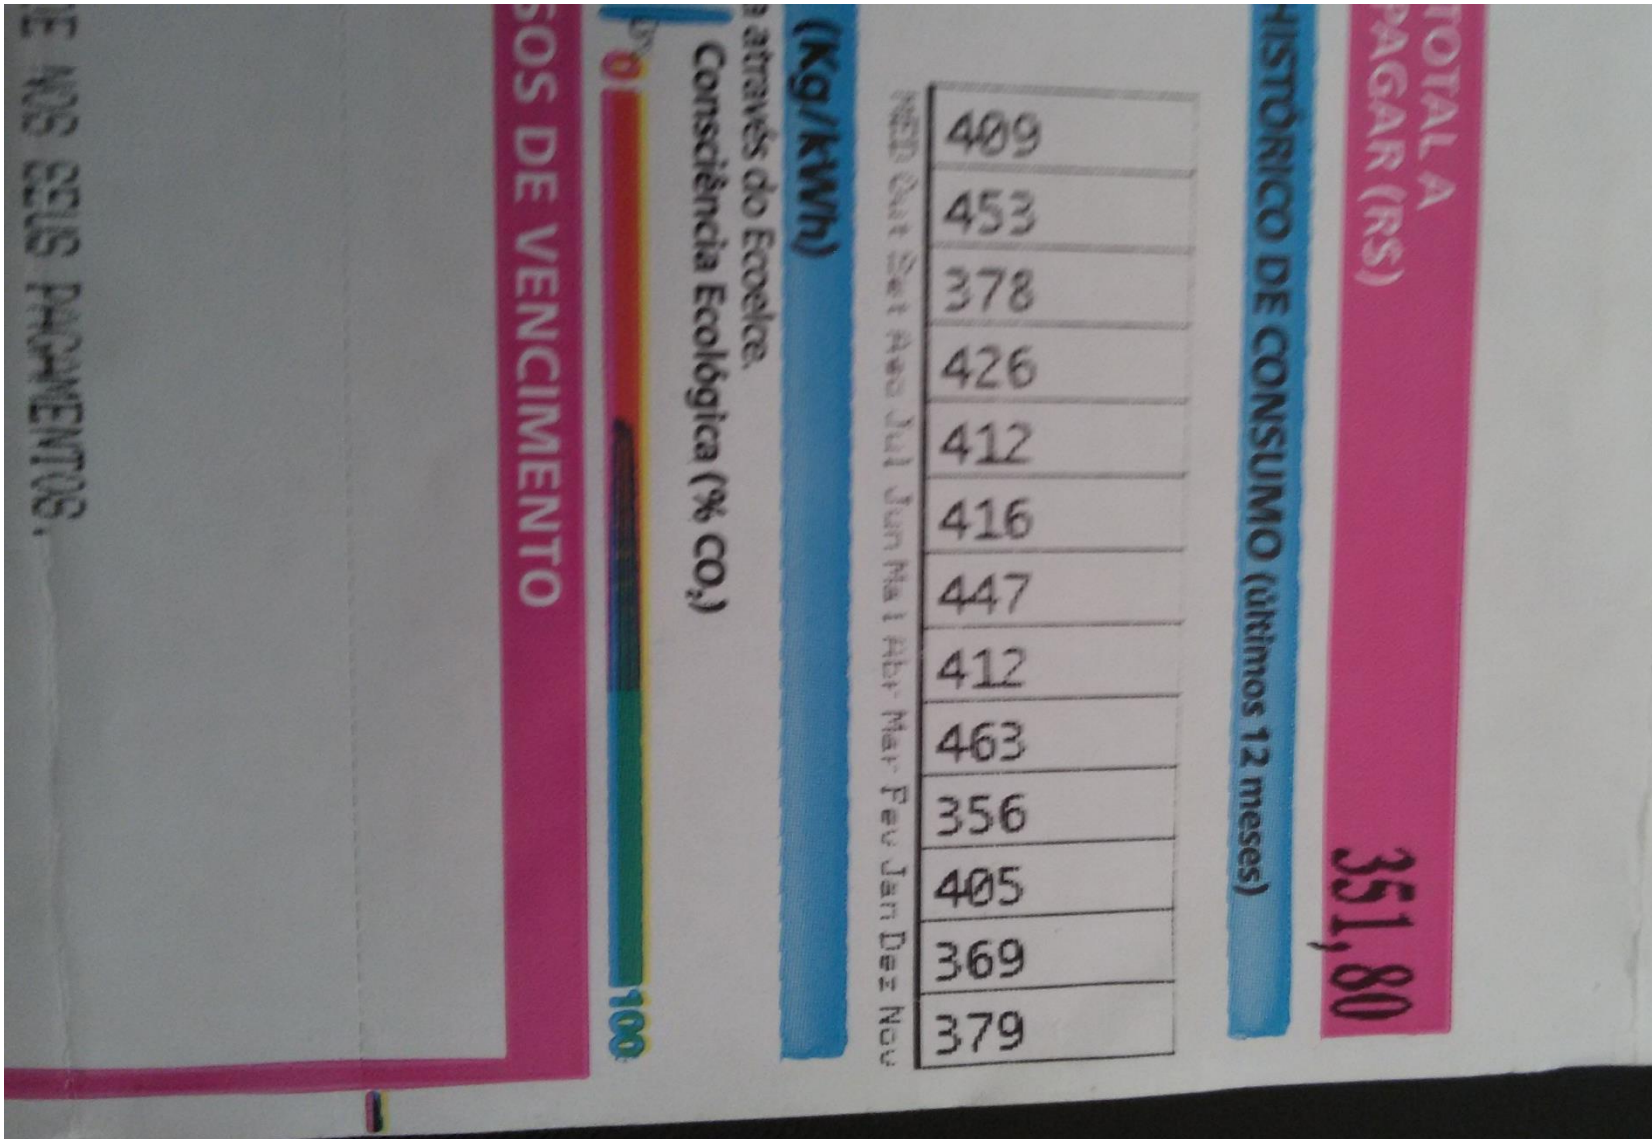 TOTAL A
PAGAR (R$)
351,80
HISTÓRICO DE CONSUMO (últimos 12 meses)
409
453
378
426
412
416
447
412
463
356
405
369
379
MED Out Set Ago Jul Jun Mai Abr Mar Fev Jan Dez Nov
(Kg/kWh)
a através do Ecoelce.
Consciência Ecológica (% CO₂)
0
100
SOS DE VENCIMENTO
DE NOS SEUS PAGAMENTOS.